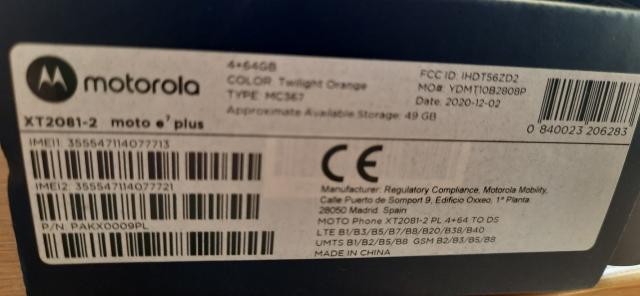 motorola
4+64GB
COLOR: Twilight Orange
TYPE: MC367
Approximate Available Storage: 49 GB
FCC ID: IHDT56ZD2
MO#: YDMT10B2808P
Date: 2020-12-02
0 840023 206283
XT2081-2 moto e⁷ plus
IMEI1: 355547114077713
IMEI2: 355547114077721
P/N: PAKX0009PL
CE
Manufacturer: Regulatory Compliance, Motorola Mobility,
Calle Puerto de Somport 9, Edificio Oxxeo, 1ª Planta
28050 Madrid. Spain
MOTO Phone XT2081-2 PL 4+64 TO DS
LTE B1/B3/B5/B7/B8/B20/B38/B40
UMTS B1/B2/B5/B8 GSM B2/B3/B5/B8
MADE IN CHINA